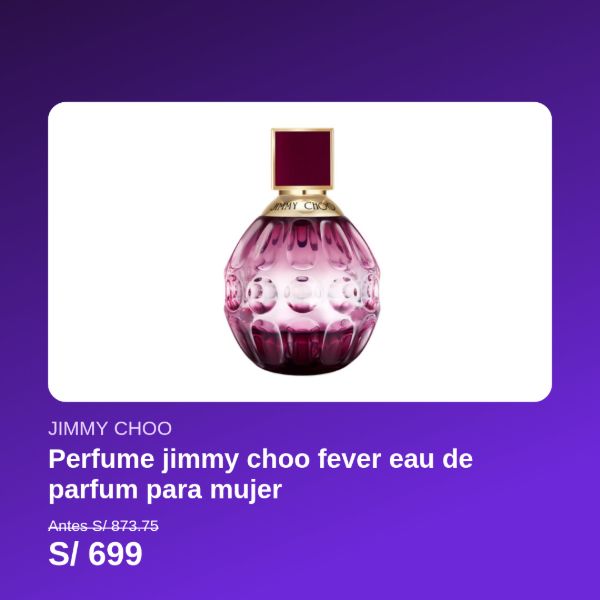 JIMMY CHOO
JIMMY CHOO
Perfume jimmy choo fever eau de
parfum para mujer
Antes S/ 873.75
S/ 699